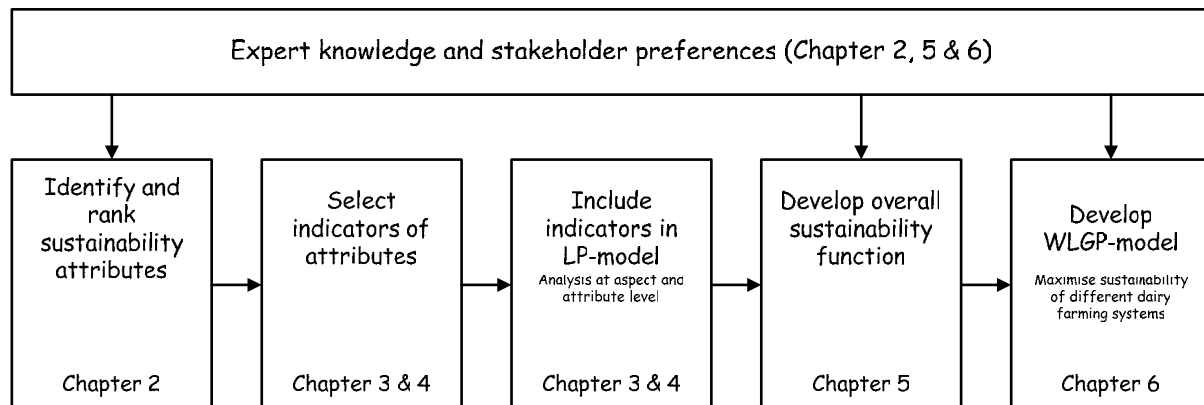 Expert knowledge and stakeholder preferences (Chapter 2, 5 & 6)
Identify and
rank
sustainability
attributes
Chapter 2
Select
indicators of
attributes
Chapter 3 & 4
Include
indicators in
LP-model
Analysis at aspect and
attribute level
Chapter 3 & 4
Develop overall
sustainability
function
Chapter 5
Develop
WLGP-model
Maximise sustainability
of different dairy
farming systems
Chapter 6